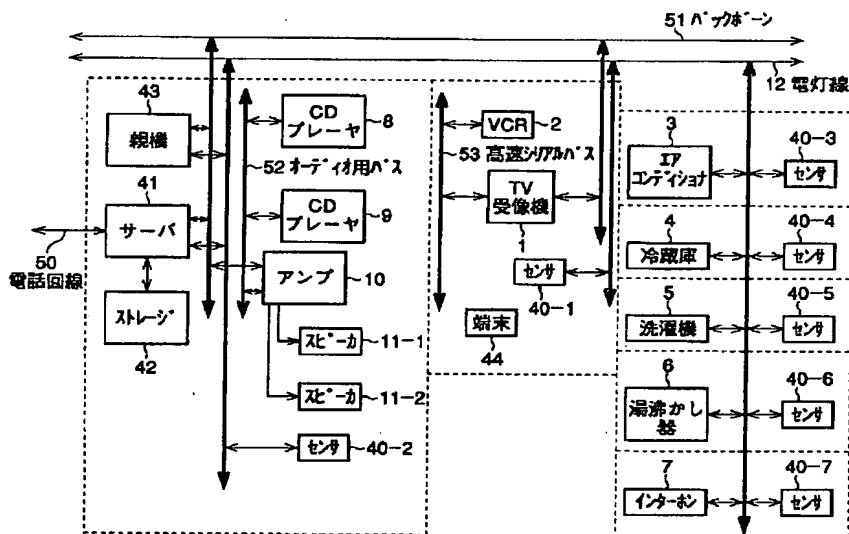 51 バックボーン
12 電灯線
43
親機
CD
プレーヤ
8
52 オーディオ用バス
41
サーバ
CD
プレーヤ
9
50
電話回線
アンプ
10
ストレージ
42
スピーカ
11-1
スピーカ
11-2
センサ
40-2
VCR
2
53 高速シリアルバス
TV
受像機
1
センサ
40-1
端末
44
3
エア
コンディショナ
40-3
センサ
4
冷蔵庫
40-4
センサ
5
洗濯機
40-5
センサ
6
湯沸かし
器
40-6
センサ
7
インターホン
40-7
センサ